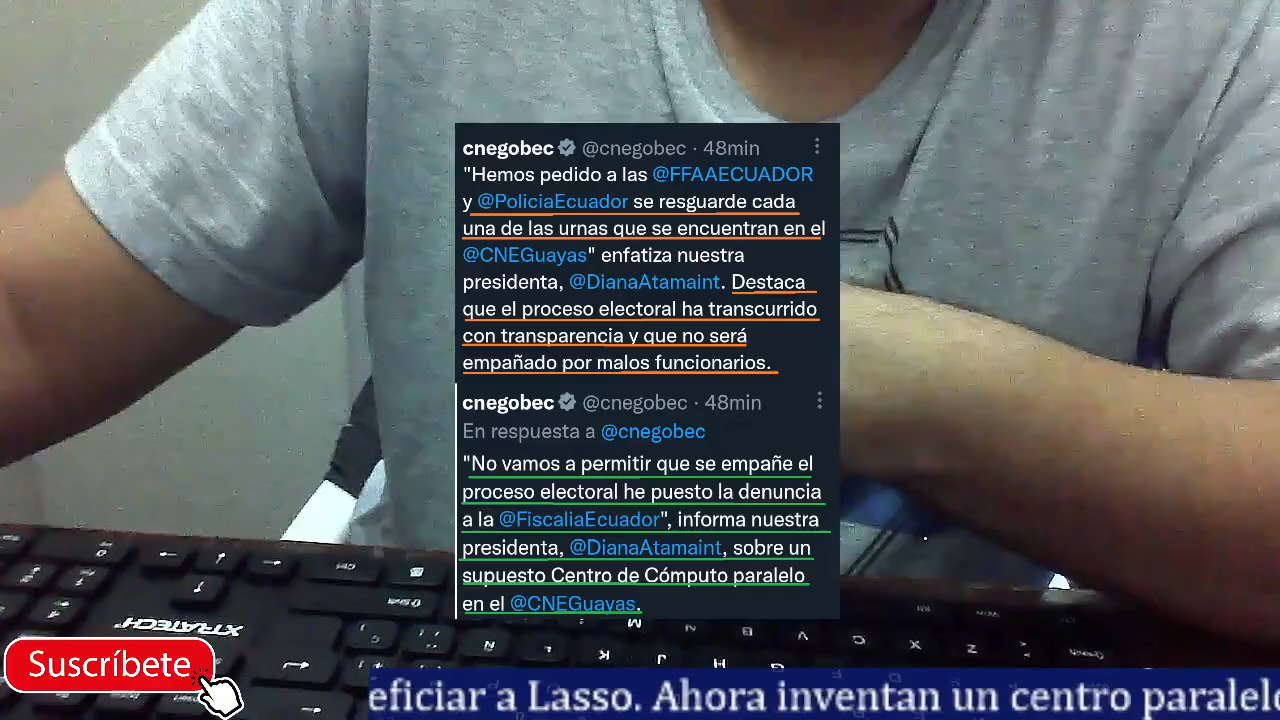 cnegobec @cnegobec · 48min
"Hemos pedido a las @FFAAECUADOR
y @PoliciaEcuador se resguarde cada
una de las urnas que se encuentran en el
@CNEGuayas" enfatiza nuestra
presidenta, @DianaAtamaint. Destaca
que el proceso electoral ha transcurrido
con transparencia y que no será
empañado por malos funcionarios.
cnegobec @cnegobec · 48min
En respuesta a @cnegobec
"No vamos a permitir que se empañe el
proceso electoral he puesto la denuncia
a la @FiscaliaEcuador", informa nuestra
presidenta, @DianaAtamaint, sobre un
supuesto Centro de Cómputo paralelo
en el @CNEGuayas.
XTRATECH
Suscríbete
eficiar a Lasso. Ahora inventan un centro paralelo